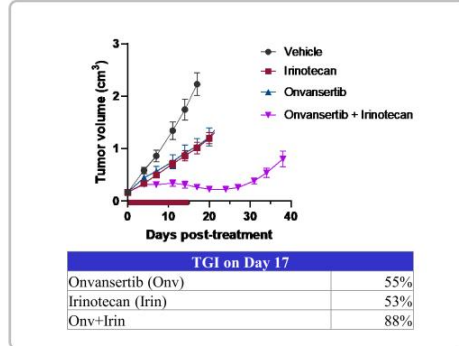 Vehicle
Irinotecan
Onvansertib
Onvansertib + Irinotecan
Tumor volume (cm³)
3
2
1
0
0 10 20 30 40
Days post-treatment
TGI on Day 17
Onvansertib (Onv) 55%
Irinotecan (Irin) 53%
Onv+Irin 88%